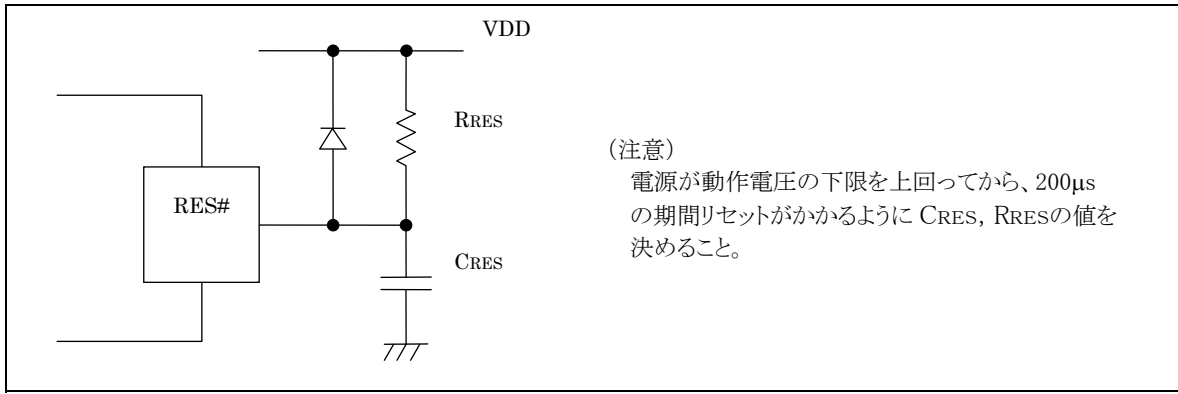 VDD
RRES
RES#
CRES
(注意)
電源が動作電圧の下限を上回ってから、200μs
の期間リセットがかかるように CRES, RRESの値を
決めること。